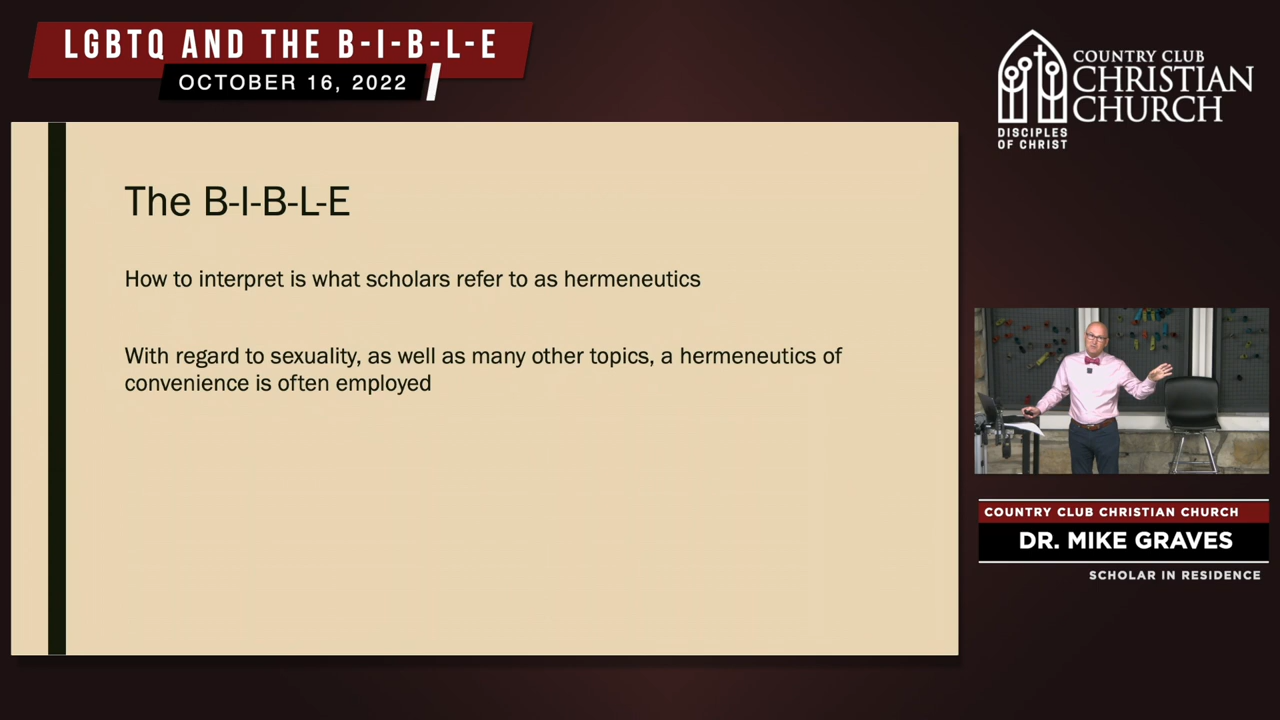 LGBTQ AND THE B-I-B-L-E
OCTOBER 16, 2022
COUNTRY CLUB
CHRISTIAN
CHURCH
DISCIPLES
OF CHRIST
The B-I-B-L-E
How to interpret is what scholars refer to as hermeneutics
With regard to sexuality, as well as many other topics, a hermeneutics of
convenience is often employed
COUNTRY CLUB CHRISTIAN CHURCH
DR. MIKE GRAVES
SCHOLAR IN RESIDENCE